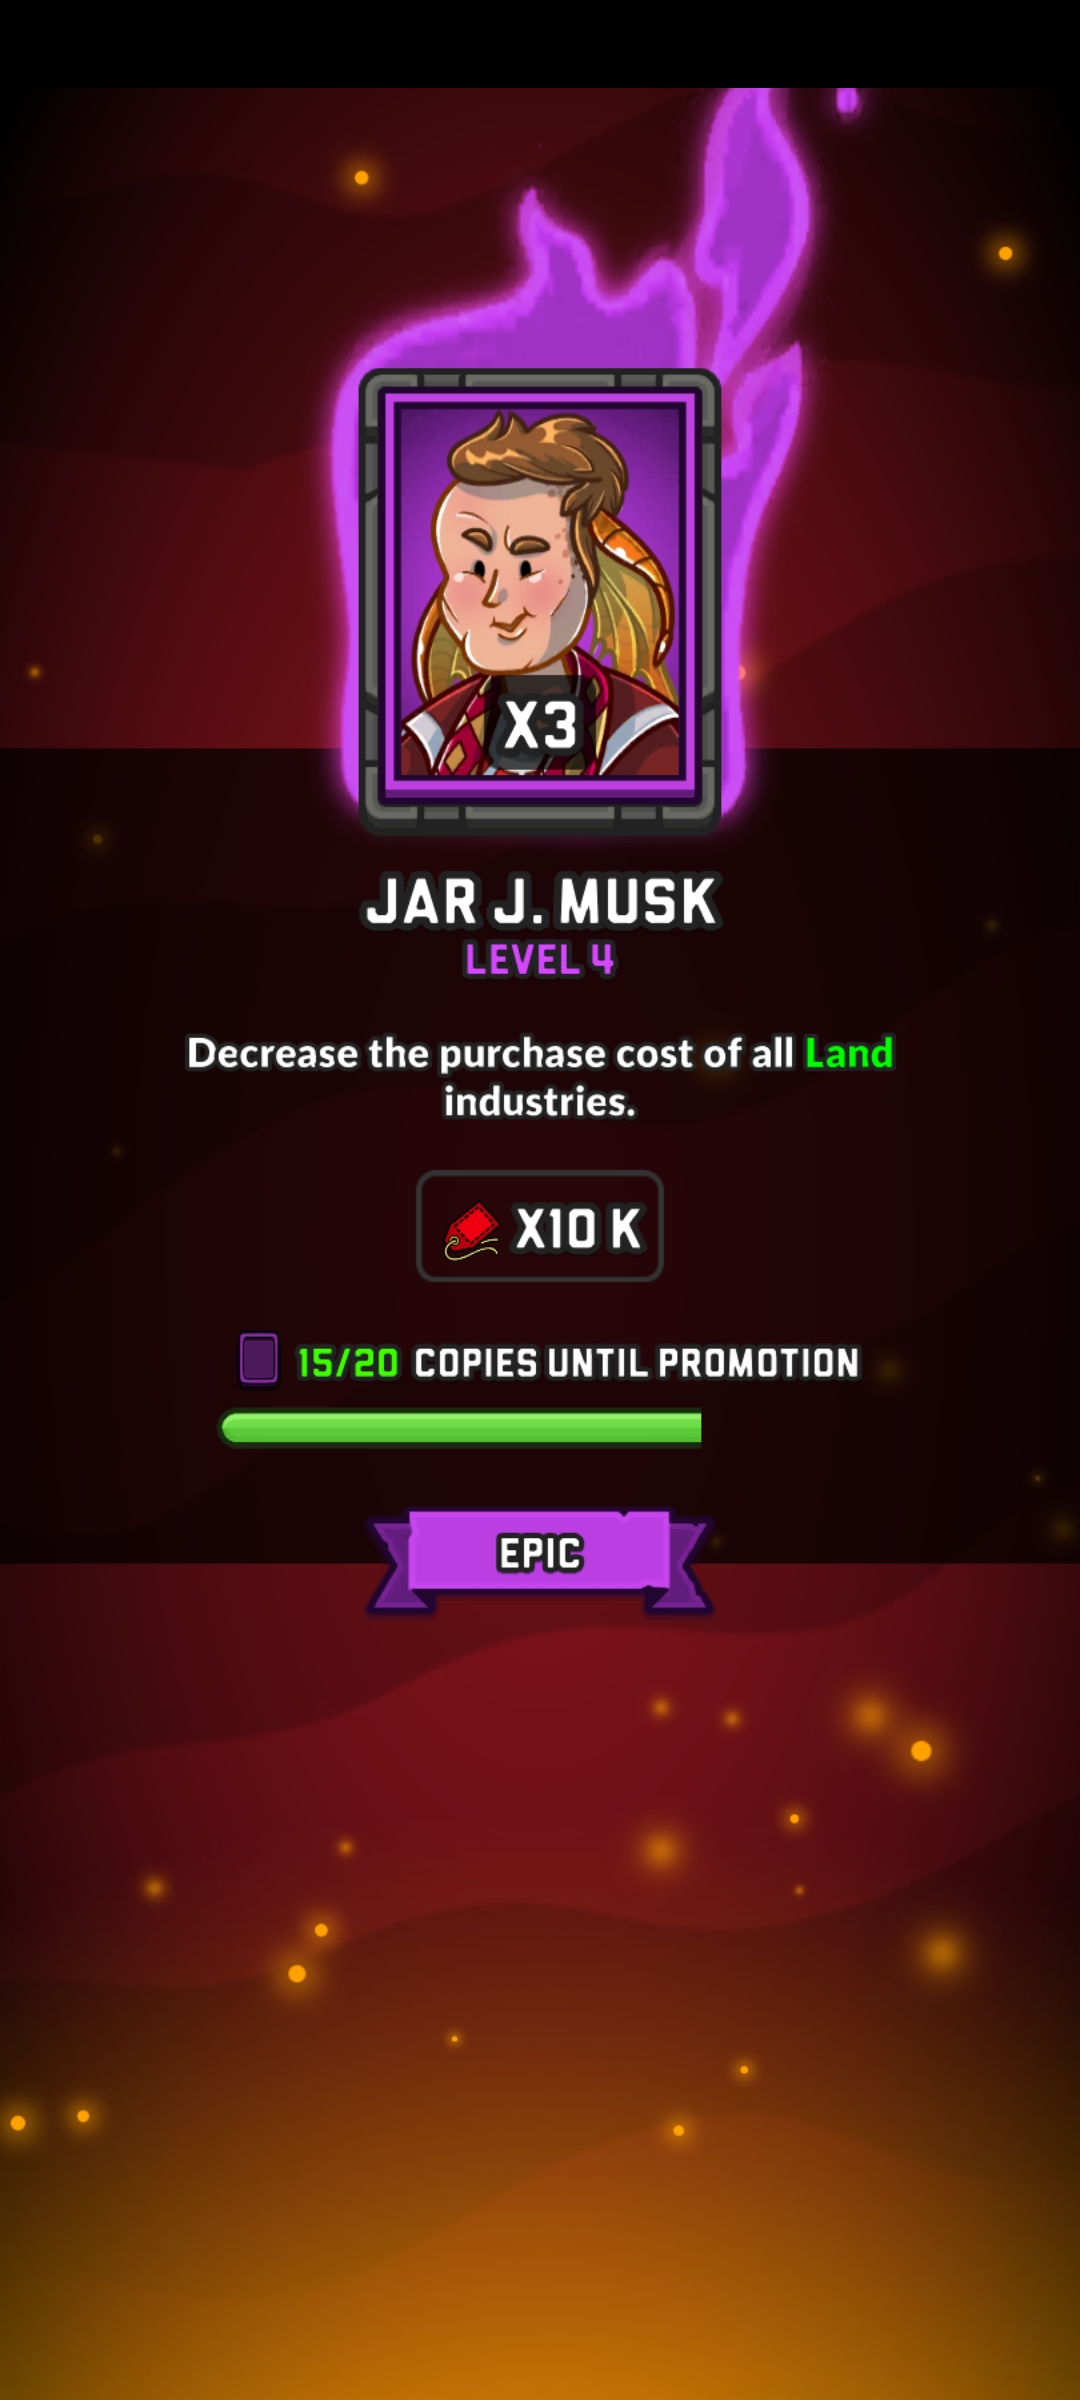 X3
JAR J. MUSK
LEVEL 4
Decrease the purchase cost of all Land
industries.
X10 K
15/20 COPIES UNTIL PROMOTION
EPIC